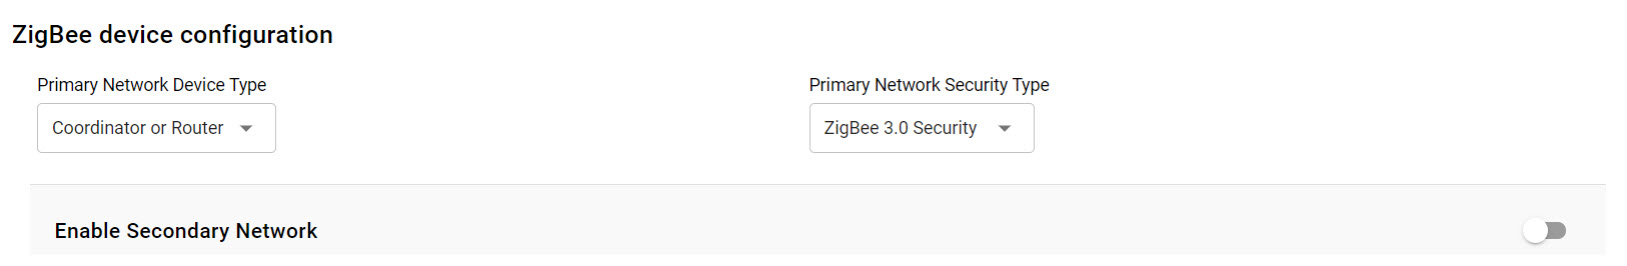 ZigBee device configuration
Primary Network Device Type
Primary Network Security Type
Coordinator or Router
ZigBee 3.0 Security
Enable Secondary Network